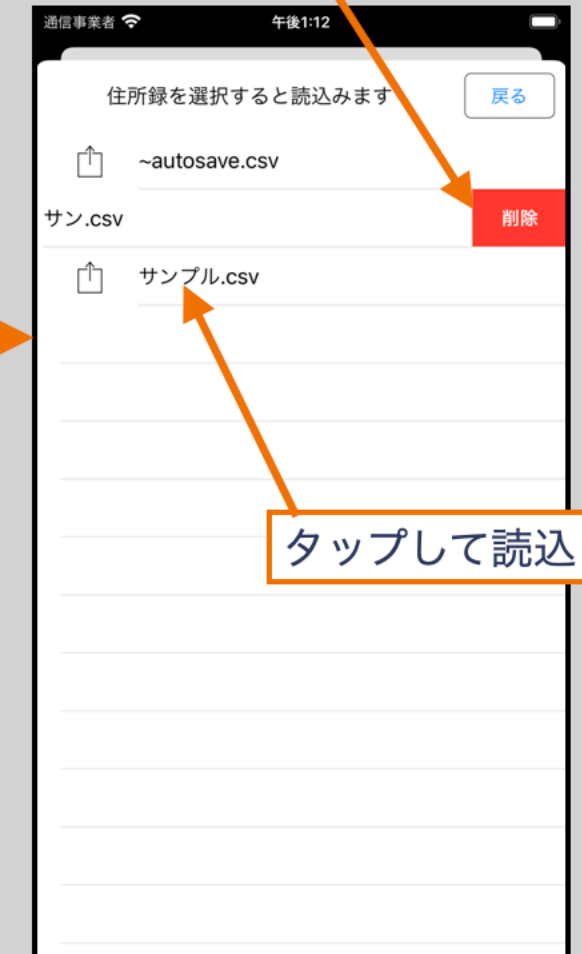 通信事業者 午後1:12
住所録を選択すると読込みます 戻る
~autosave.csv
サン.csv 削除
サンプル.csv
タップして読込